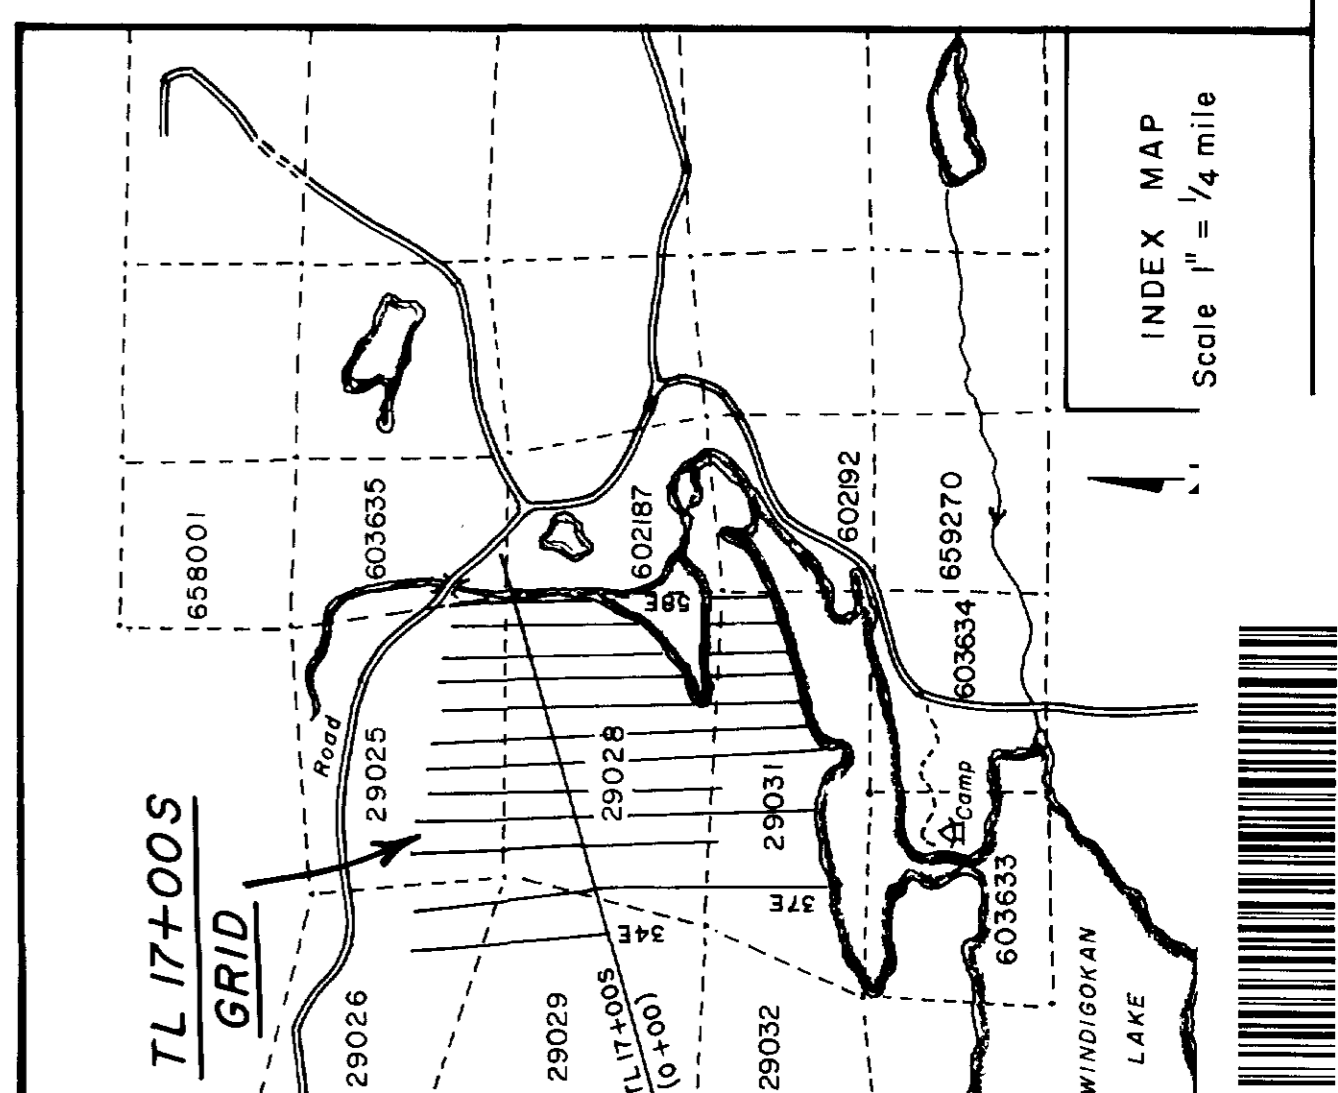 INDEX MAP
Scale 1" = 1/4 mile
TL 17+00S
GRID
658001
603635
602187
602192
659270
603634
58E
Road
29025
29028
29031
Camp
603633
37E
34E
29026
29029
TL 17+00S
(0+00)
29032
WINDIGOKAN
LAKE